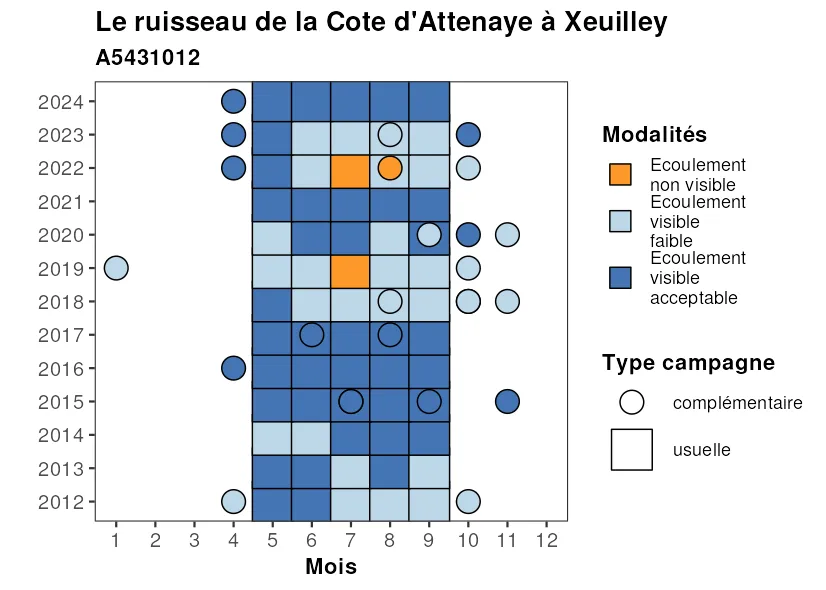 Le ruisseau de la Cote d'Attenaye à Xeuilley
A5431012
2024
2023
2022
2021
2020
2019
2018
2017
2016
2015
2014
2013
2012
1 2 3 4 5 6 7 8 9 10 11 12
Mois
Modalités
Ecoulement
non visible
Ecoulement
visible
faible
Ecoulement
visible
acceptable
Type campagne
complémentaire
usuelle